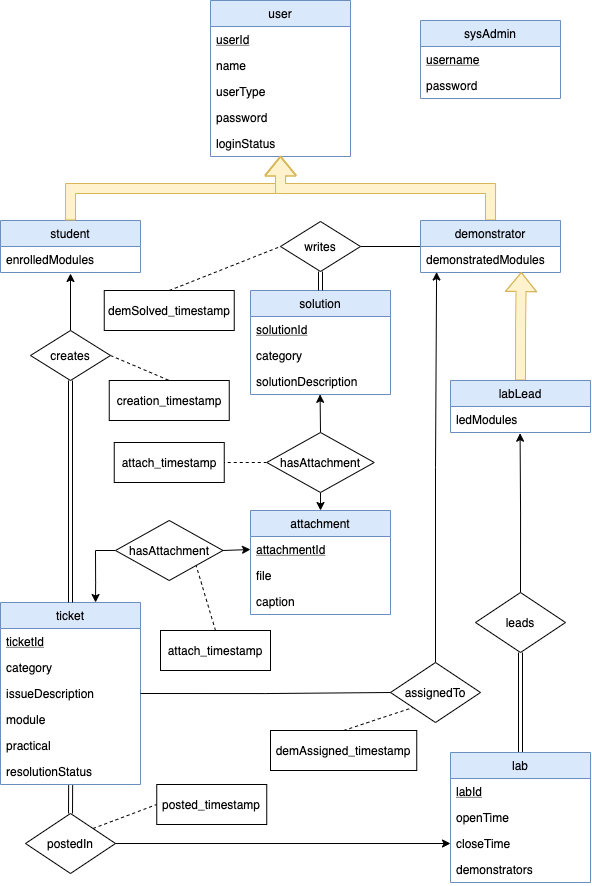 user
userId
name
userType
password
loginStatus
sysAdmin
username
password
student
enrolledModules
writes
demonstrator
demonstratedModules
demSolved_timestamp
solution
solutionId
category
solutionDescription
creates
creation_timestamp
labLead
ledModules
attach_timestamp
hasAttachment
attachment
attachmentId
file
caption
hasAttachment
attach_timestamp
ticket
ticketId
category
issueDescription
module
practical
resolutionStatus
leads
assignedTo
demAssigned_timestamp
lab
labId
openTime
closeTime
demonstrators
posted_timestamp
postedIn